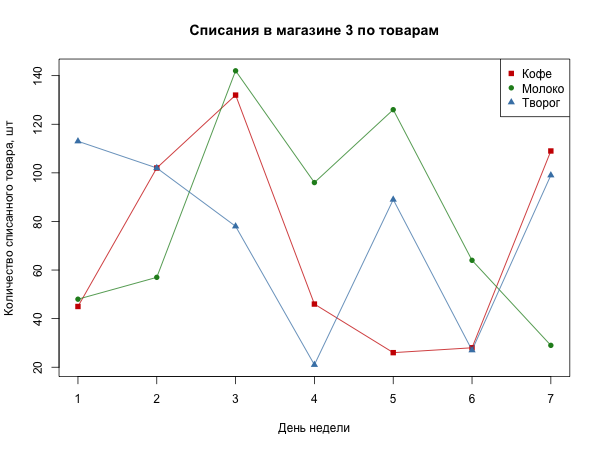 Списания в магазине 3 по товарам
Кофе
Молоко
Творог
Количество списанного товара, шт
140
120
100
80
60
40
20
1 2 3 4 5 6 7
День недели